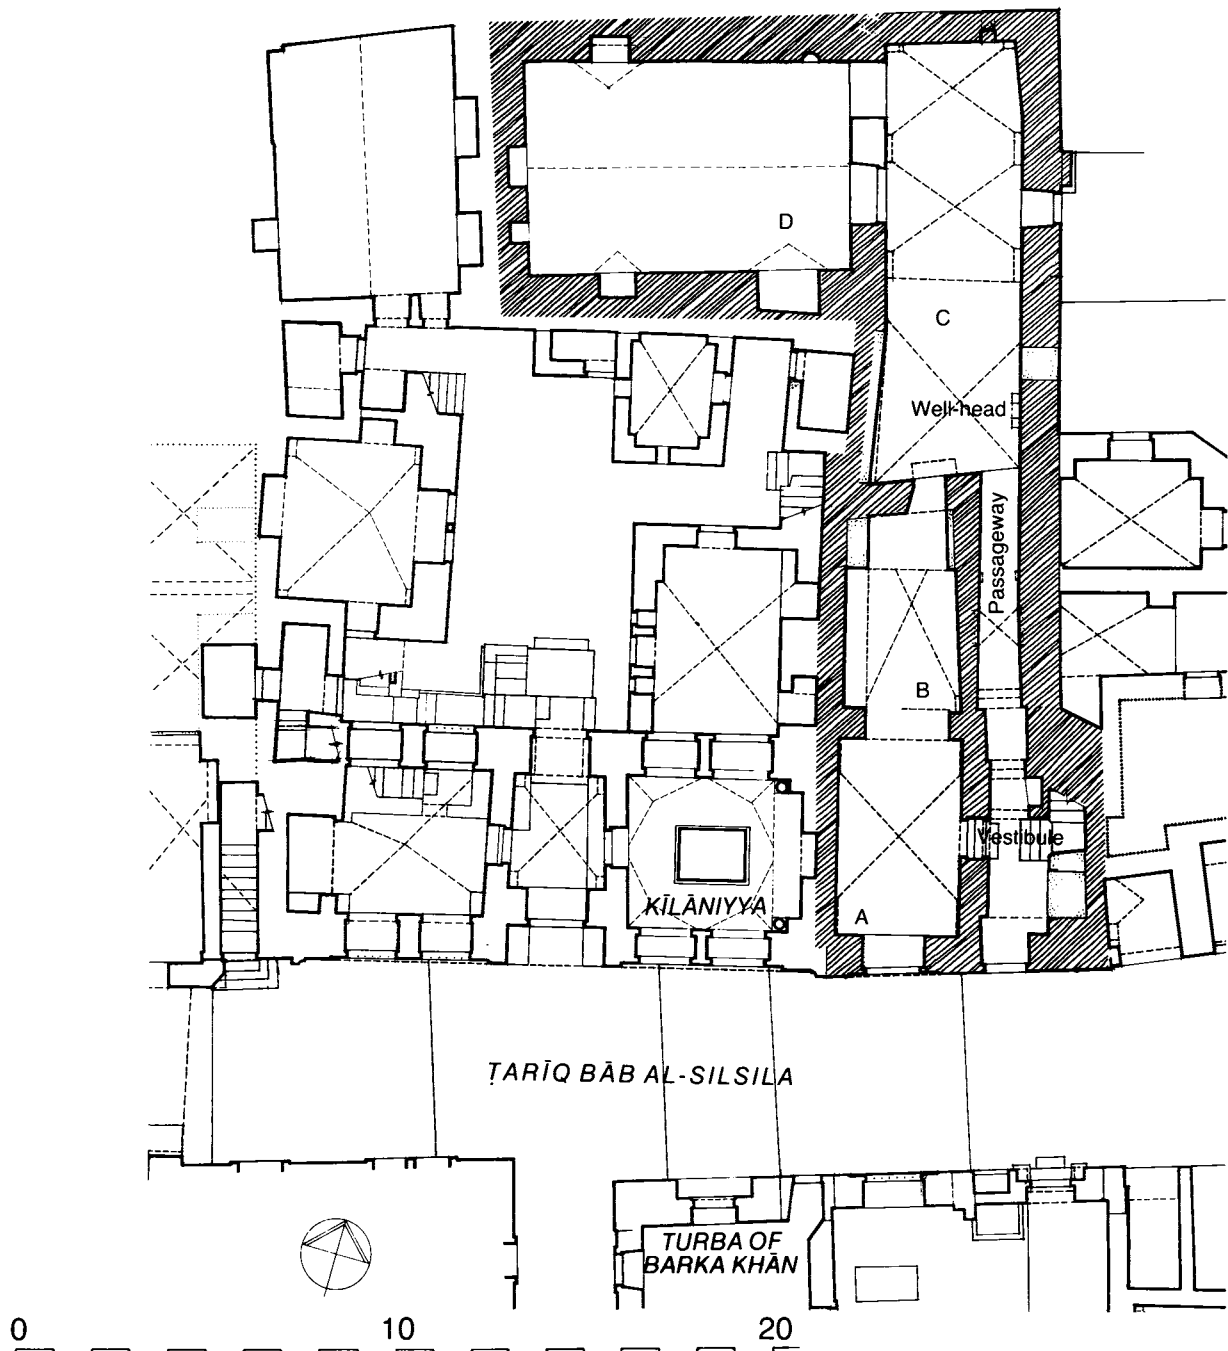 D
C
Well-head
Passageway
B
Vestibule
KĪLĀNIYYA
A
ṬARĪQ BĀB AL-SILSILA
TURBA OF
BARKA KHĀN
0 10 20